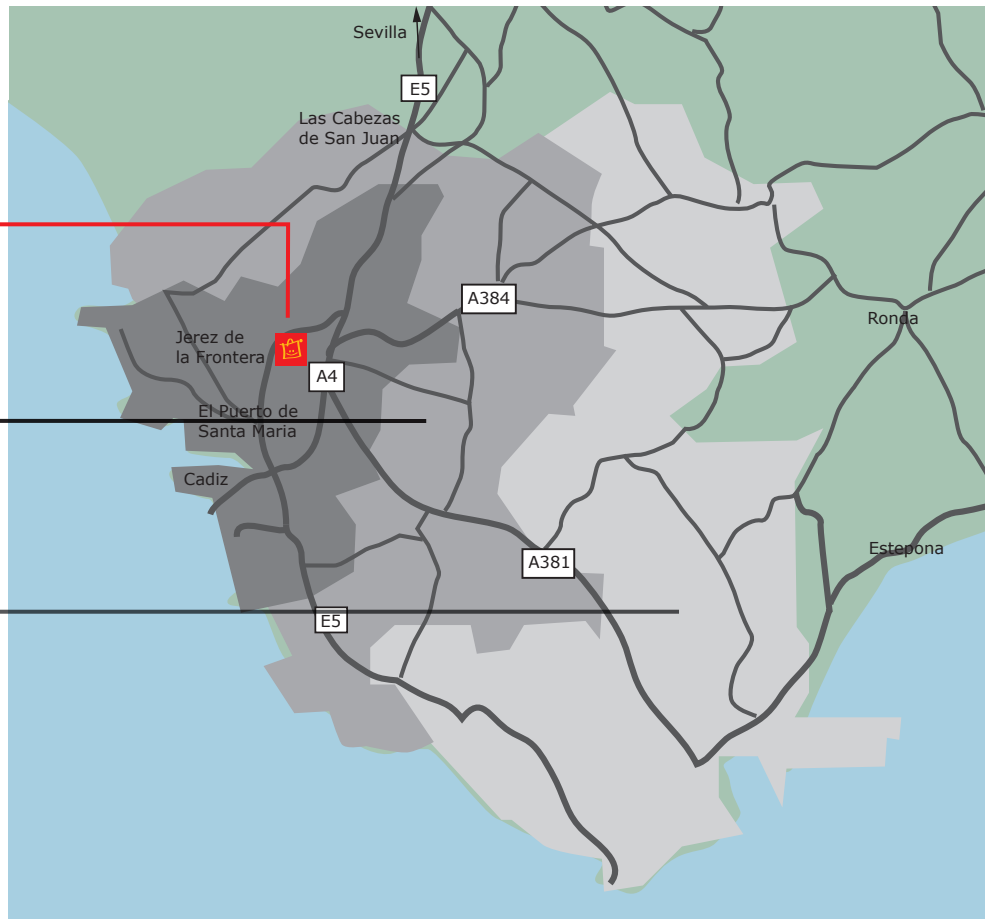 Sevilla
E5
Las Cabezas
de San Juan
A384
Ronda
Jerez de
la Frontera
A4
El Puerto de
Santa Maria
Cadiz
Estepona
A381
E5